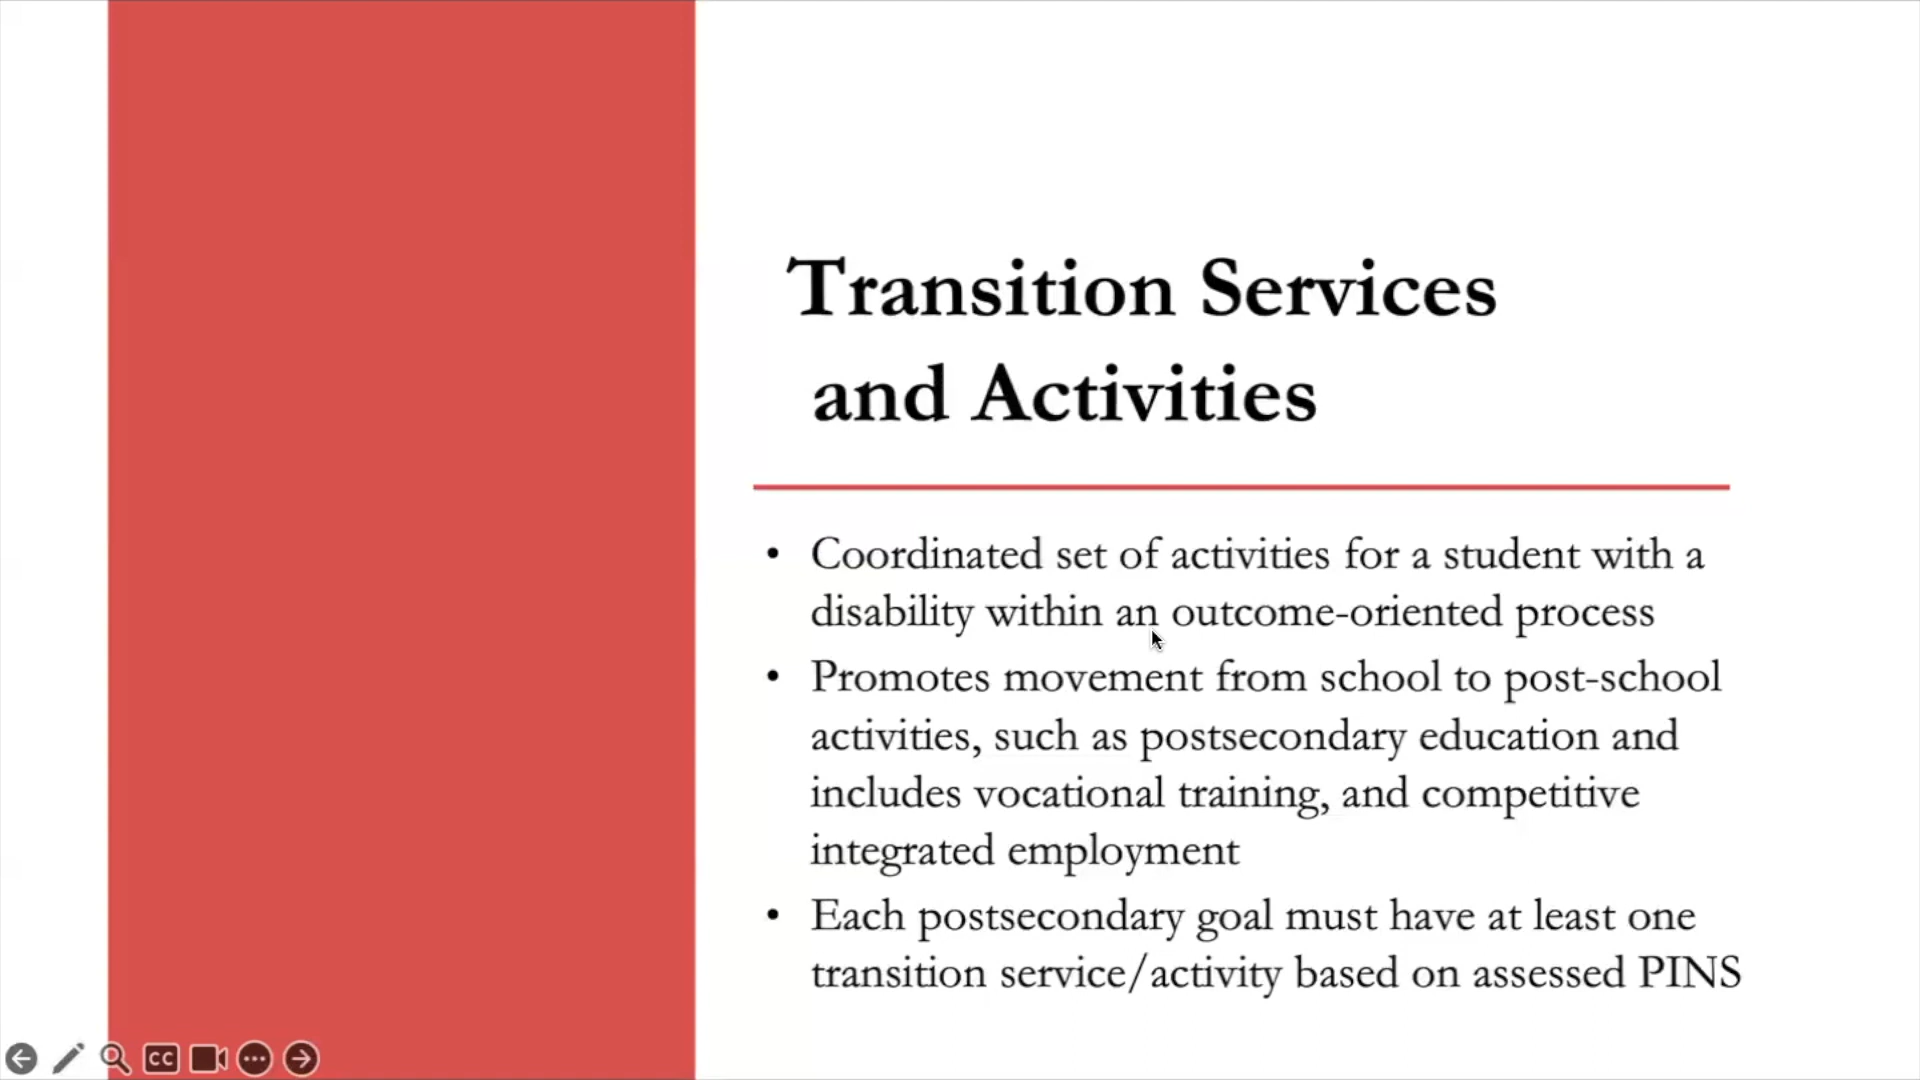 Transition Services
and Activities
• Coordinated set of activities for a student with a
disability within an outcome-oriented process
• Promotes movement from school to post-school
activities, such as postsecondary education and
includes vocational training, and competitive
integrated employment
• Each postsecondary goal must have at least one
transition service/activity based on assessed PINS
CC